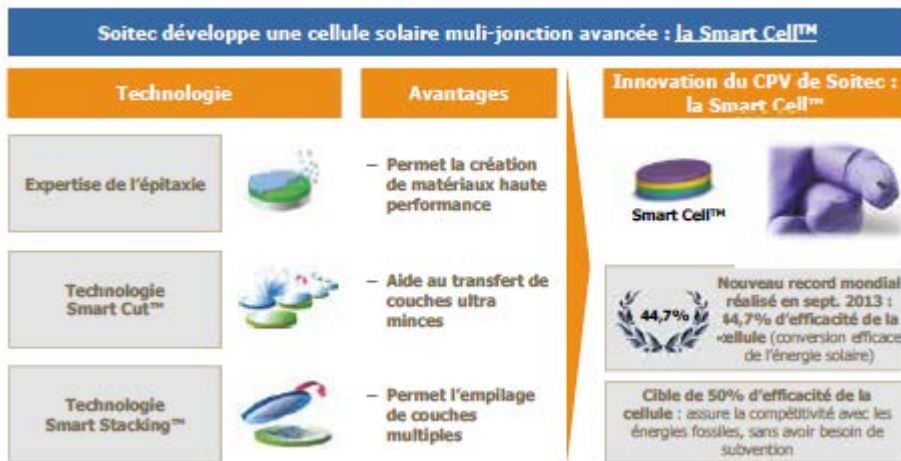 Soitec développe une cellule solaire muli-jonction avancée : la Smart Cell™
Technologie
Avantages
Innovation du CPV de Soitec :
la Smart Cell™
Expertise de l'épitaxie
– Permet la création
de matériaux haute
performance
Smart Cell™
Technologie
Smart Cut™
– Aide au transfert de
couches ultra
minces
44,7%
Nouveau record mondial
réalisé en sept. 2013 :
44,7% d'efficacité de la
cellule (conversion efficace
de l'énergie solaire)
Technologie
Smart Stacking™
– Permet l'empilage
de couches
multiples
Cible de 50% d'efficacité de la
cellule : assure la compétitivité avec les
énergies fossiles, sans avoir besoin de
subvention